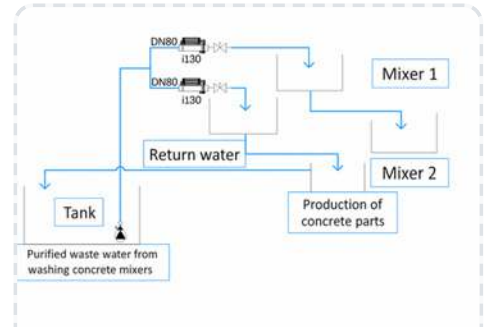 DN80
i130
Mixer 1
DN80
i130
Return water
Mixer 2
Tank
Production of
concrete parts
Purified waste water from
washing concrete mixers